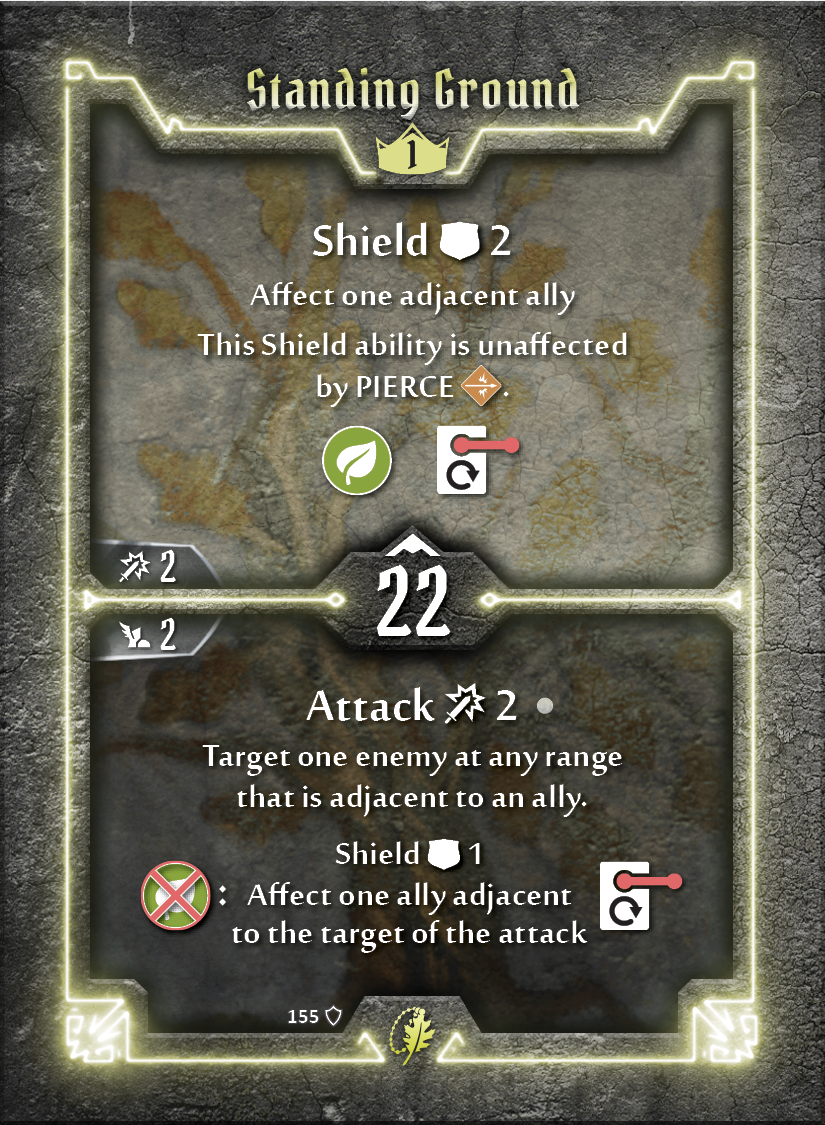 Standing Ground
1
Shield 2
Affect one adjacent ally
This Shield ability is unaffected
by PIERCE .
2
22
2
Attack 2
Target one enemy at any range
that is adjacent to an ally.
Shield 1
: Affect one ally adjacent
to the target of the attack
155